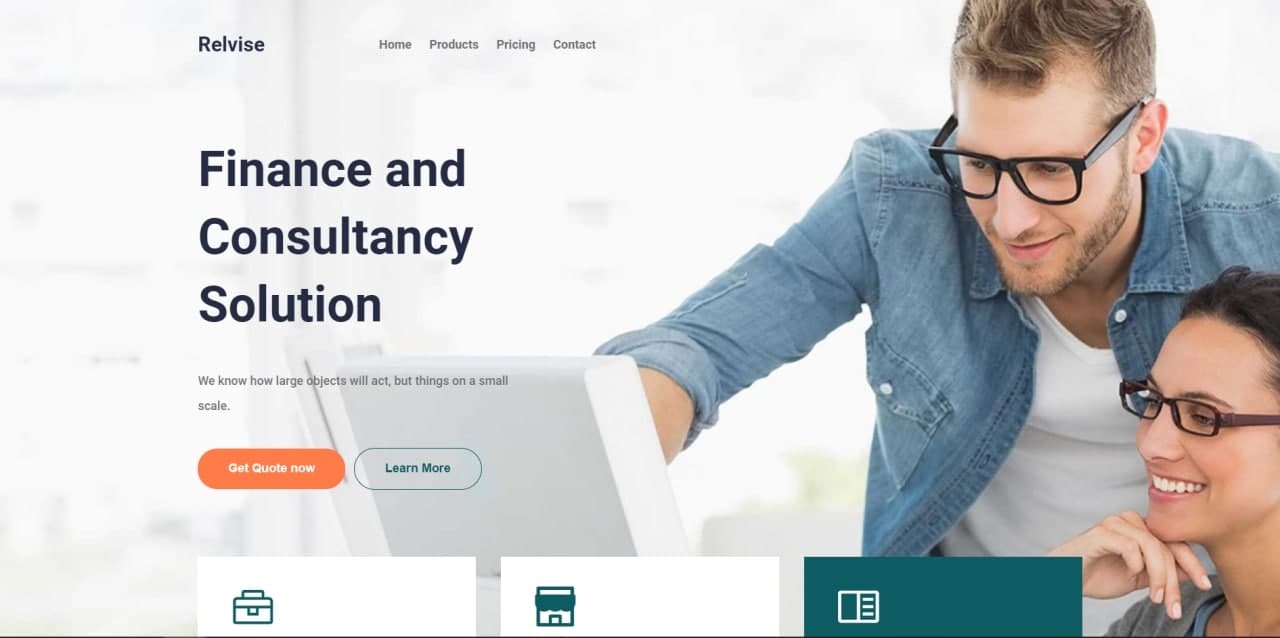 Relvise
Home Products Pricing Contact
Finance and
Consultancy
Solution
We know how large objects will act, but things on a small
scale.
Get Quote now Learn More